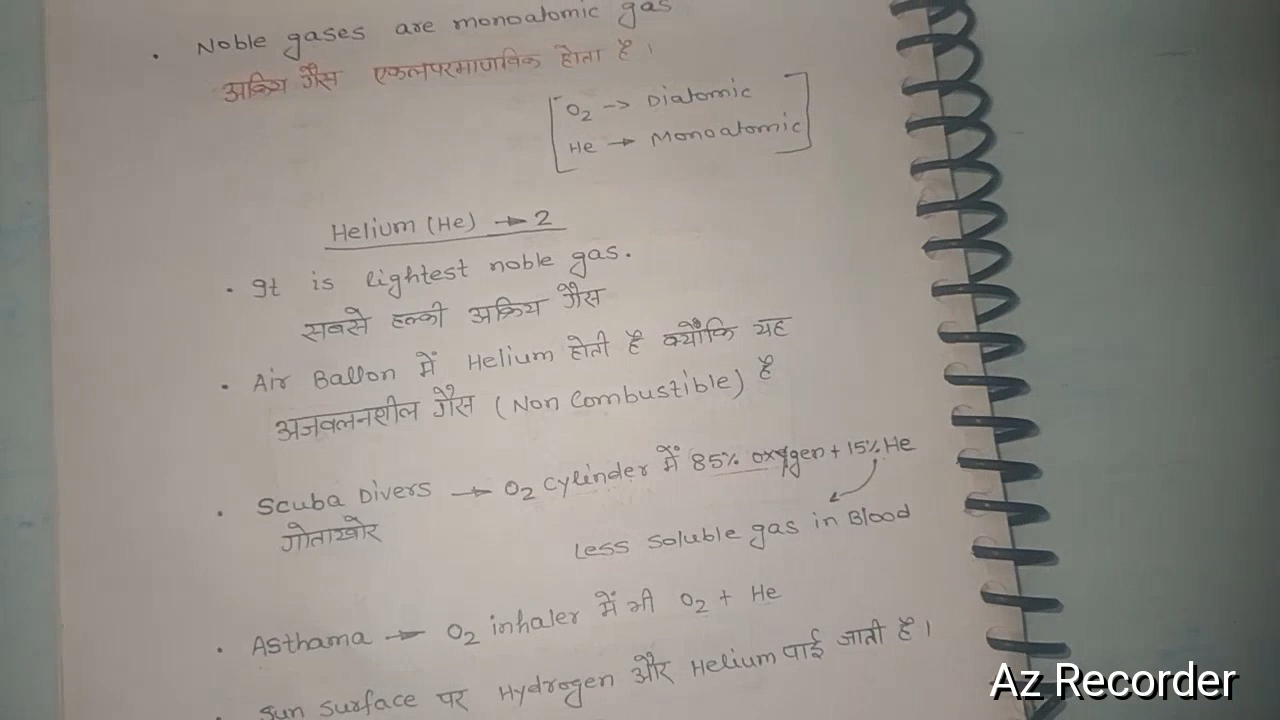 • Noble gases are monoatomic gas
अक्रिय गैस एकलपरमाणविक होता है।
O2 → Diatomic
He → Monoatomic
Helium (He) → 2
• It is lightest noble gas.
सबसे हल्की अक्रिय गैस
• Air Ballon में Helium होती है क्योंकि यह
अजवलनशील गैस (Non Combustible) है
• Scuba Divers → O2 cylinder में 85% oxygen + 15% He
गोताखोर
Less soluble gas in Blood
• Asthama → O2 inhaler में भी O2 + He
• Sun surface पर Hydrogen और Helium पाई जाती है।
Az Recorder